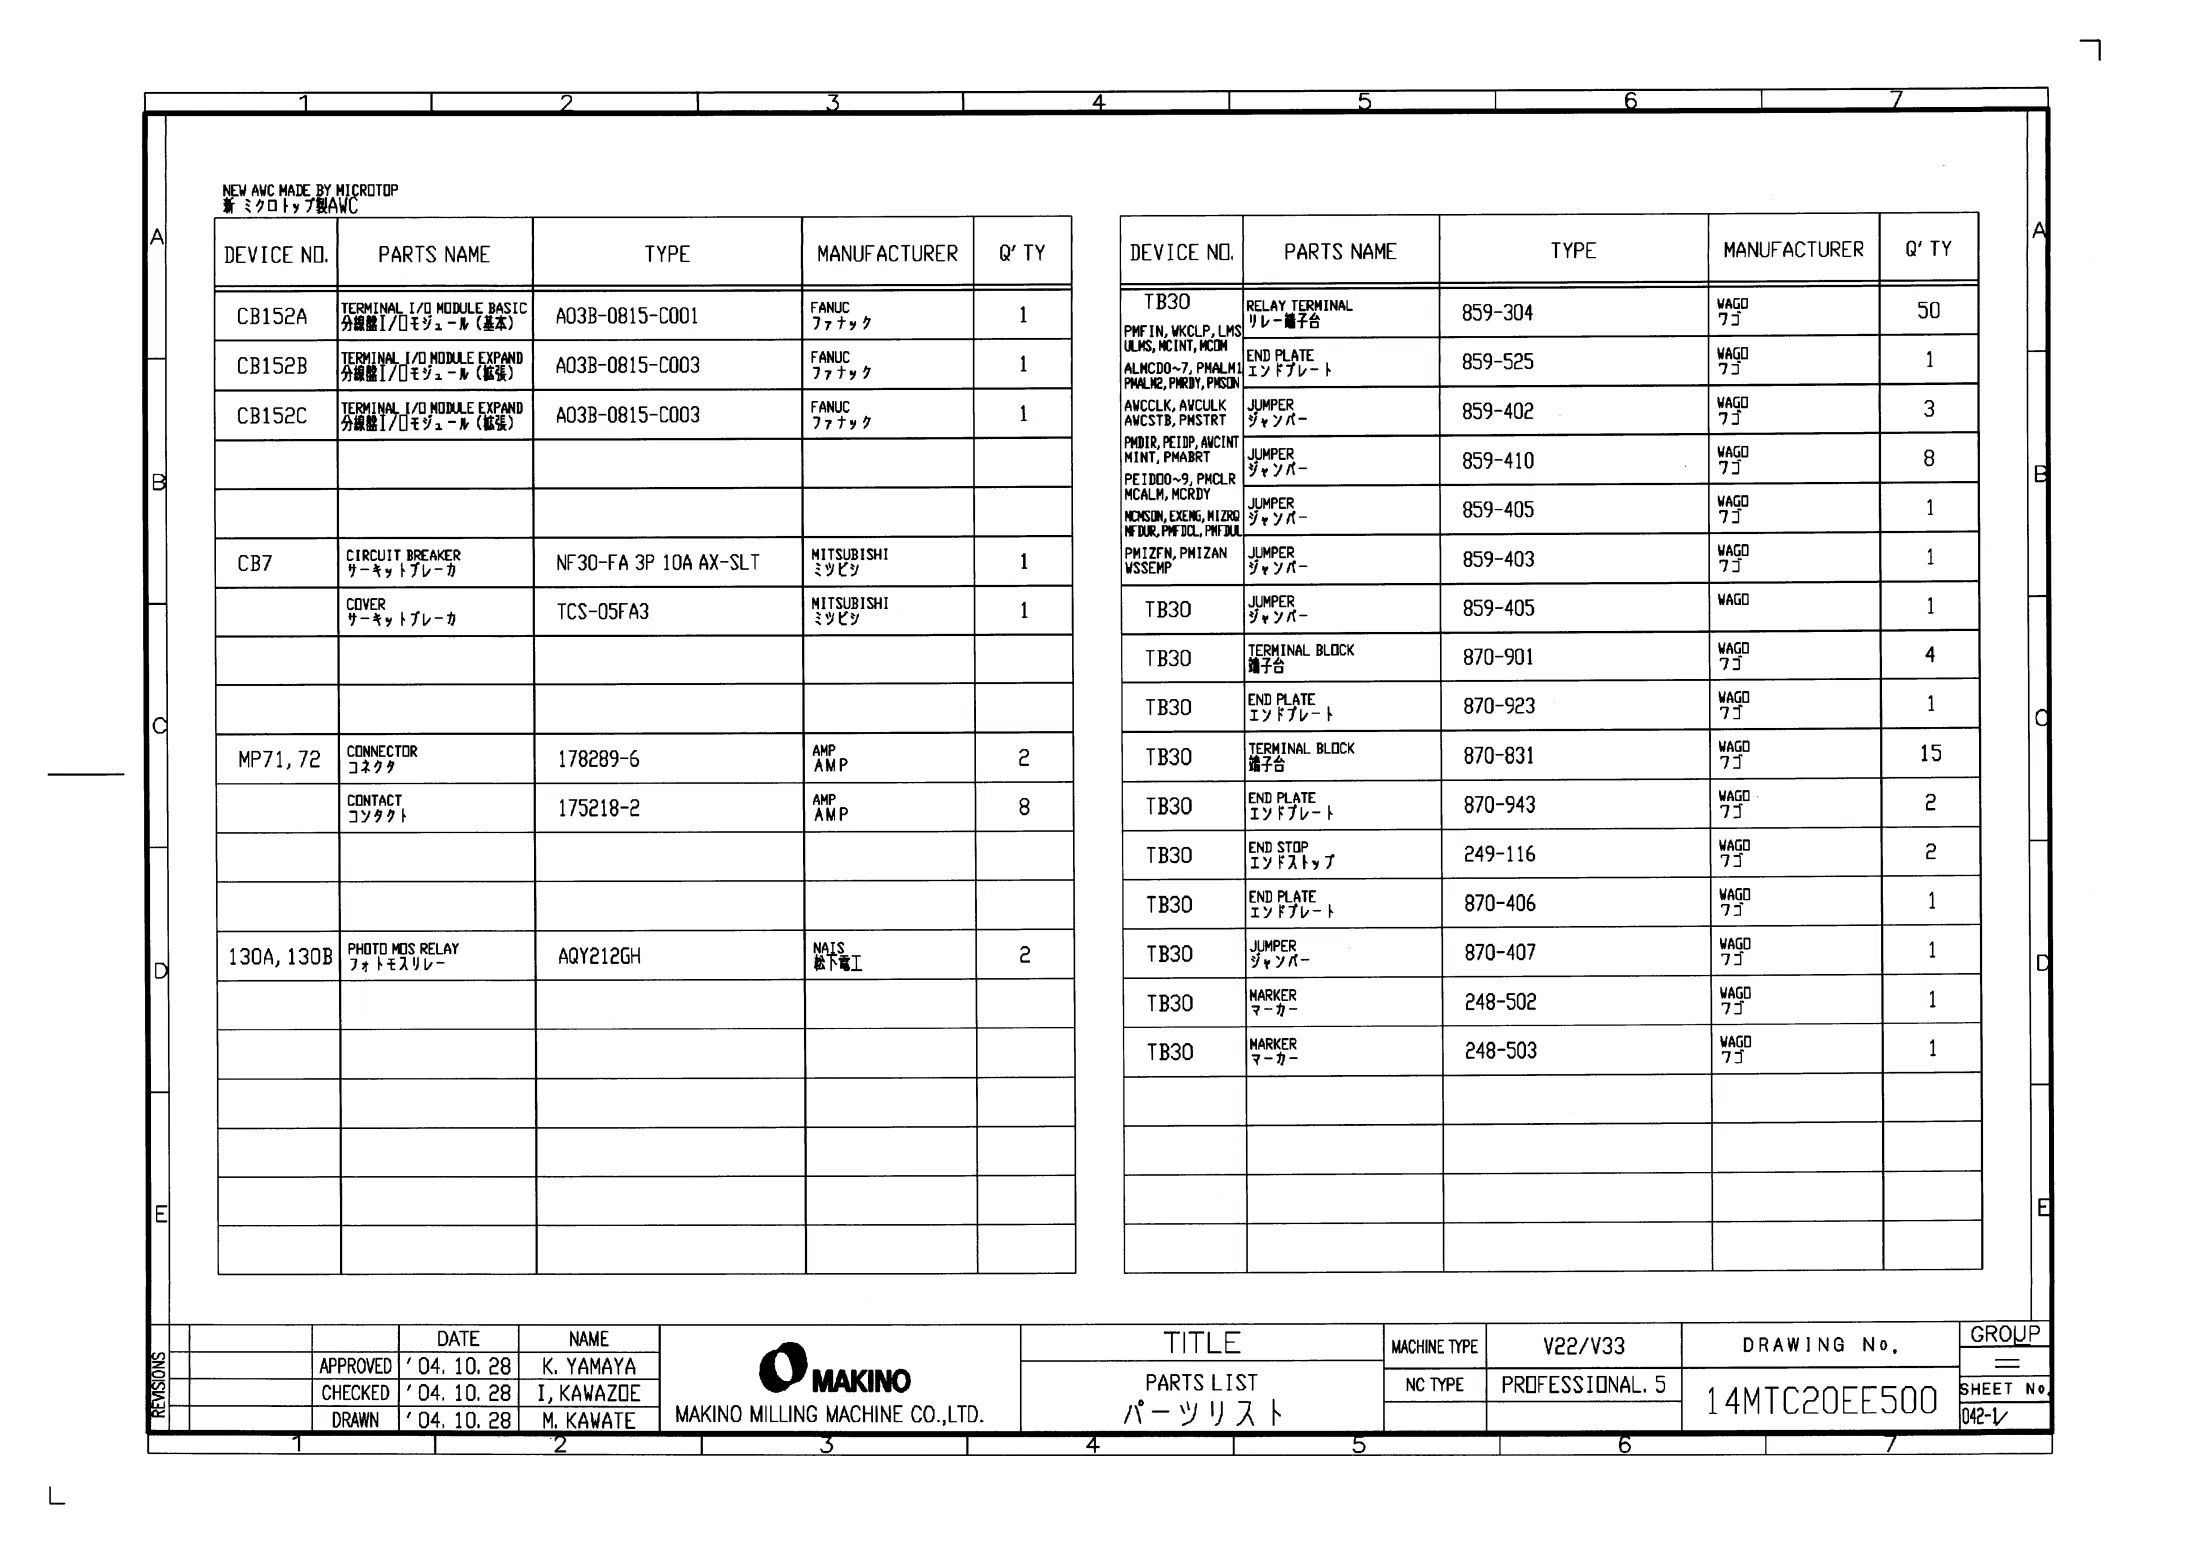 1 2 3 4 5 6 7
NEW AWC MADE BY MICROTOP
新 ミクロトップ製AWC
DEVICE NO. PARTS NAME TYPE MANUFACTURER Q' TY
CB152A TERMINAL I/O MODULE BASIC A03B-0815-C001 FANUC 1
分線盤I/Oモジュール（基本） ファナック
CB152B TERMINAL I/O MODULE EXPAND A03B-0815-C003 FANUC 1
分線盤I/Oモジュール（拡張） ファナック
CB152C TERMINAL I/O MODULE EXPAND A03B-0815-C003 FANUC 1
分線盤I/Oモジュール（拡張） ファナック
CB7 CIRCUIT BREAKER NF30-FA 3P 10A AX-SLT MITSUBISHI 1
サーキットブレーカ ミツビシ
COVER TCS-05FA3 MITSUBISHI 1
サーキットブレーカ ミツビシ
MP71, 72 CONNECTOR 178289-6 AMP 2
コネクタ AMP
CONTACT 175218-2 AMP 8
コンタクト AMP
130A, 130B PHOTO MOS RELAY AQY212GH NAIS 2
フォトモスリレー 松下電工
DEVICE NO. PARTS NAME TYPE MANUFACTURER Q' TY
TB30
PMFIN, WKCLP, LMS
ULMS, MCINT, MCOM
ALMCD0~7, PMALM1
PMALM2, PMRDY, PMSON
AWCCLK, AWCULK
AWCSTB, PMSTRT
PMDIR, PEIDP, AWCINT
MINT, PMABRT
PEIDO0~9, PMCLR
MCALM, MCRDY
MCMSON, EXEMG, MIZRQ
MFDUR, PMFDCL, PMFDUL
PMIZFN, PMIZAN
WSSEMP
RELAY TERMINAL 859-304 WAGO 50
リレー端子台 ワゴ
END PLATE 859-525 WAGO 1
エンドプレート ワゴ
JUMPER 859-402 WAGO 3
ジャンパー ワゴ
JUMPER 859-410 WAGO 8
ジャンパー ワゴ
JUMPER 859-405 WAGO 1
ジャンパー ワゴ
JUMPER 859-403 WAGO 1
ジャンパー ワゴ
TB30 JUMPER 859-405 WAGO 1
ジャンパー
TB30 TERMINAL BLOCK 870-901 WAGO 4
端子台 ワゴ
TB30 END PLATE 870-923 WAGO 1
エンドプレート ワゴ
TB30 TERMINAL BLOCK 870-831 WAGO 15
端子台 ワゴ
TB30 END PLATE 870-943 WAGO 2
エンドプレート ワゴ
TB30 END STOP 249-116 WAGO 2
エンドストップ ワゴ
TB30 END PLATE 870-406 WAGO 1
エンドプレート ワゴ
TB30 JUMPER 870-407 WAGO 1
ジャンパー ワゴ
TB30 MARKER 248-502 WAGO 1
マーカー ワゴ
TB30 MARKER 248-503 WAGO 1
マーカー ワゴ
A A
B B
C C
D D
E E
REVISIONS
DATE NAME
APPROVED '04. 10. 28 K. YAMAYA
CHECKED '04. 10. 28 I, KAWAZOE
DRAWN '04. 10. 28 M. KAWATE
MAKINO
MAKINO MILLING MACHINE CO.,LTD.
TITLE
PARTS LIST
パーツリスト
MACHINE TYPE V22/V33
NC TYPE PROFESSIONAL. 5
DRAWING No.
14MTC20EE500
GROUP
=
SHEET No.
042-1/
1 2 3 4 5 6 7